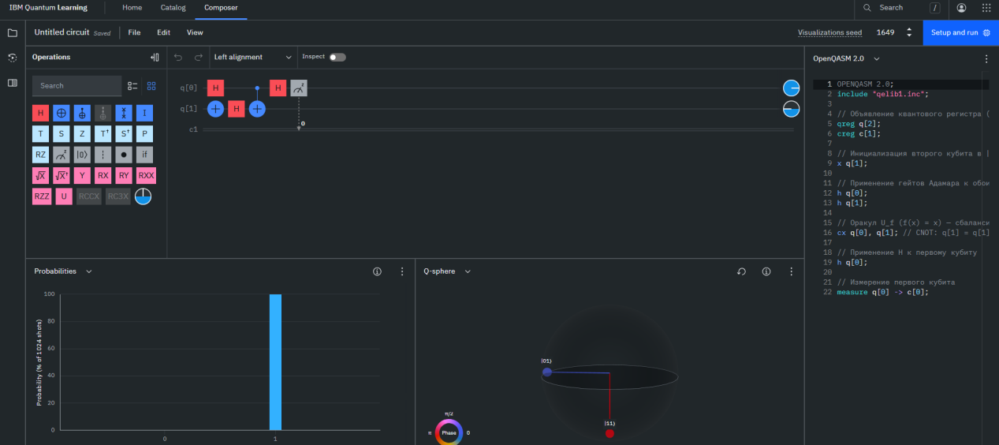 IBM Quantum Learning
Home
Catalog
Composer
Search
/
Untitled circuit
Saved
File
Edit
View
Visualizations seed
1649
Setup and run
Operations
Left alignment
Inspect
OpenQASM 2.0
Search
H
I
T
S
Z
T†
S†
P
RZ
z
|0⟩
if
√X
√X†
Y
RX
RY
RXX
RZZ
U
RCCX
RC3X
q[0]
H
H
z
q[1]
H
c1
0
1 OPENQASM 2.0;
2 include "qelib1.inc";
3
4 // Объявление квантового регистра (
5 qreg q[2];
6 creg c[1];
7
8 // Инициализация второго кубита в |
9 x q[1];
10
11 // Применение гейтов Адамара к обои
12 h q[0];
13 h q[1];
14
15 // Оракул U_f (f(x) = x) — сбаланси
16 cx q[0], q[1]; // CNOT: q[1] = q[1]
17
18 // Применение H к первому кубиту
19 h q[0];
20
21 // Измерение первого кубита
22 measure q[0] -> c[0];
Probabilities
Probability (% of 1024 shots)
100
80
60
40
20
0
0
1
Q-sphere
|01⟩
|11⟩
π/2
π
Phase
0